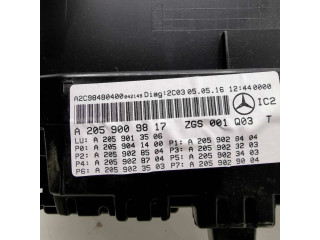 A2C98480400042149 Diag:2C03 05.05.16 12:44 0000
IC2
A 205 900 98 17 ZGS 001 Q03 T
LU: A 205 901 35 06
P01 A 205 904 14 00 P1: A 205 902 84 04
P2: A 205 902 85 04 P3: A 205 902 32 03
P4: A 205 902 87 04 P5: A 205 902 34 03
P6: A 205 902 35 03 P7: A 205 902 90 04